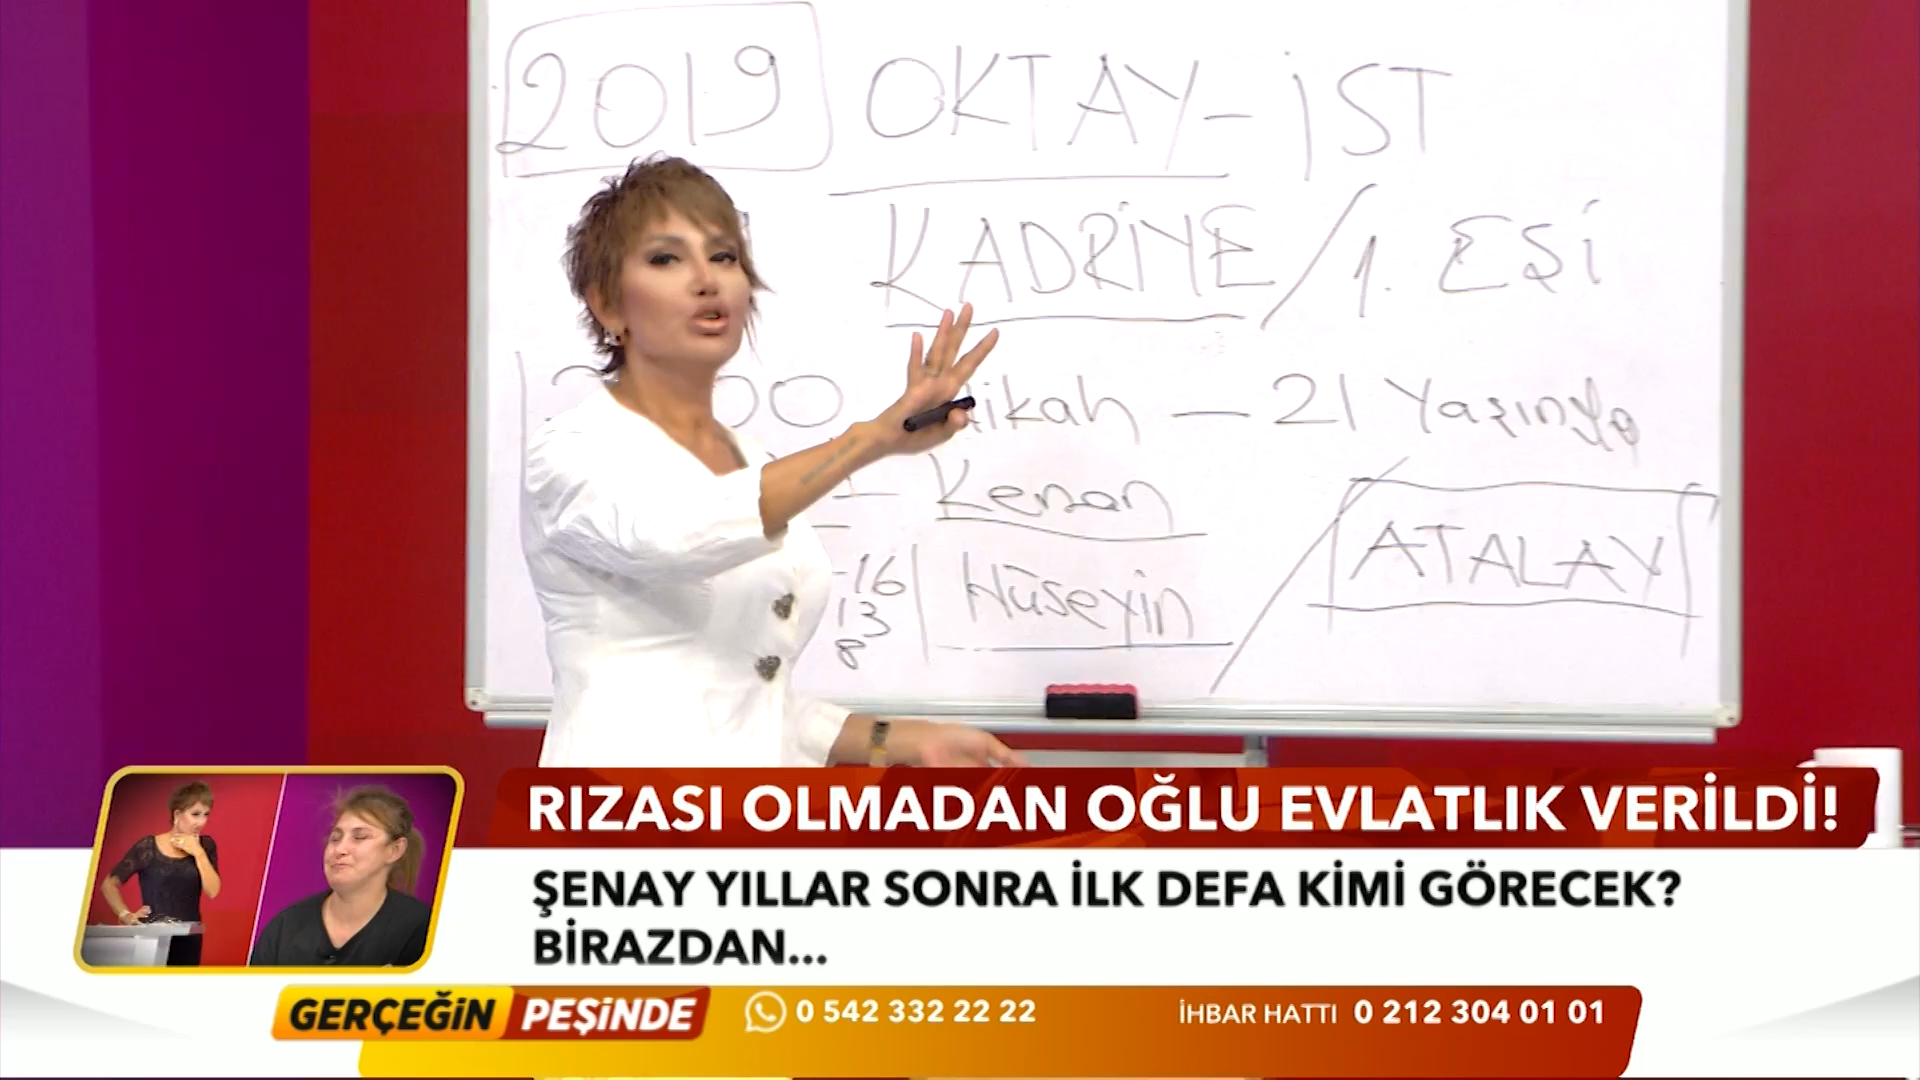 2019 OKTAY - İST
KADRİYE / 1. EŞİ
21 Yaşında
Kenan
ATALAY
16 Hüseyin
13
8
RIZASI OLMADAN OĞLU EVLATLIK VERİLDİ!
ŞENAY YILLAR SONRA İLK DEFA KİMİ GÖRECEK?
BİRAZDAN...
GERÇEĞİN PEŞİNDE 0 542 332 22 22 İHBAR HATTI 0 212 304 01 01